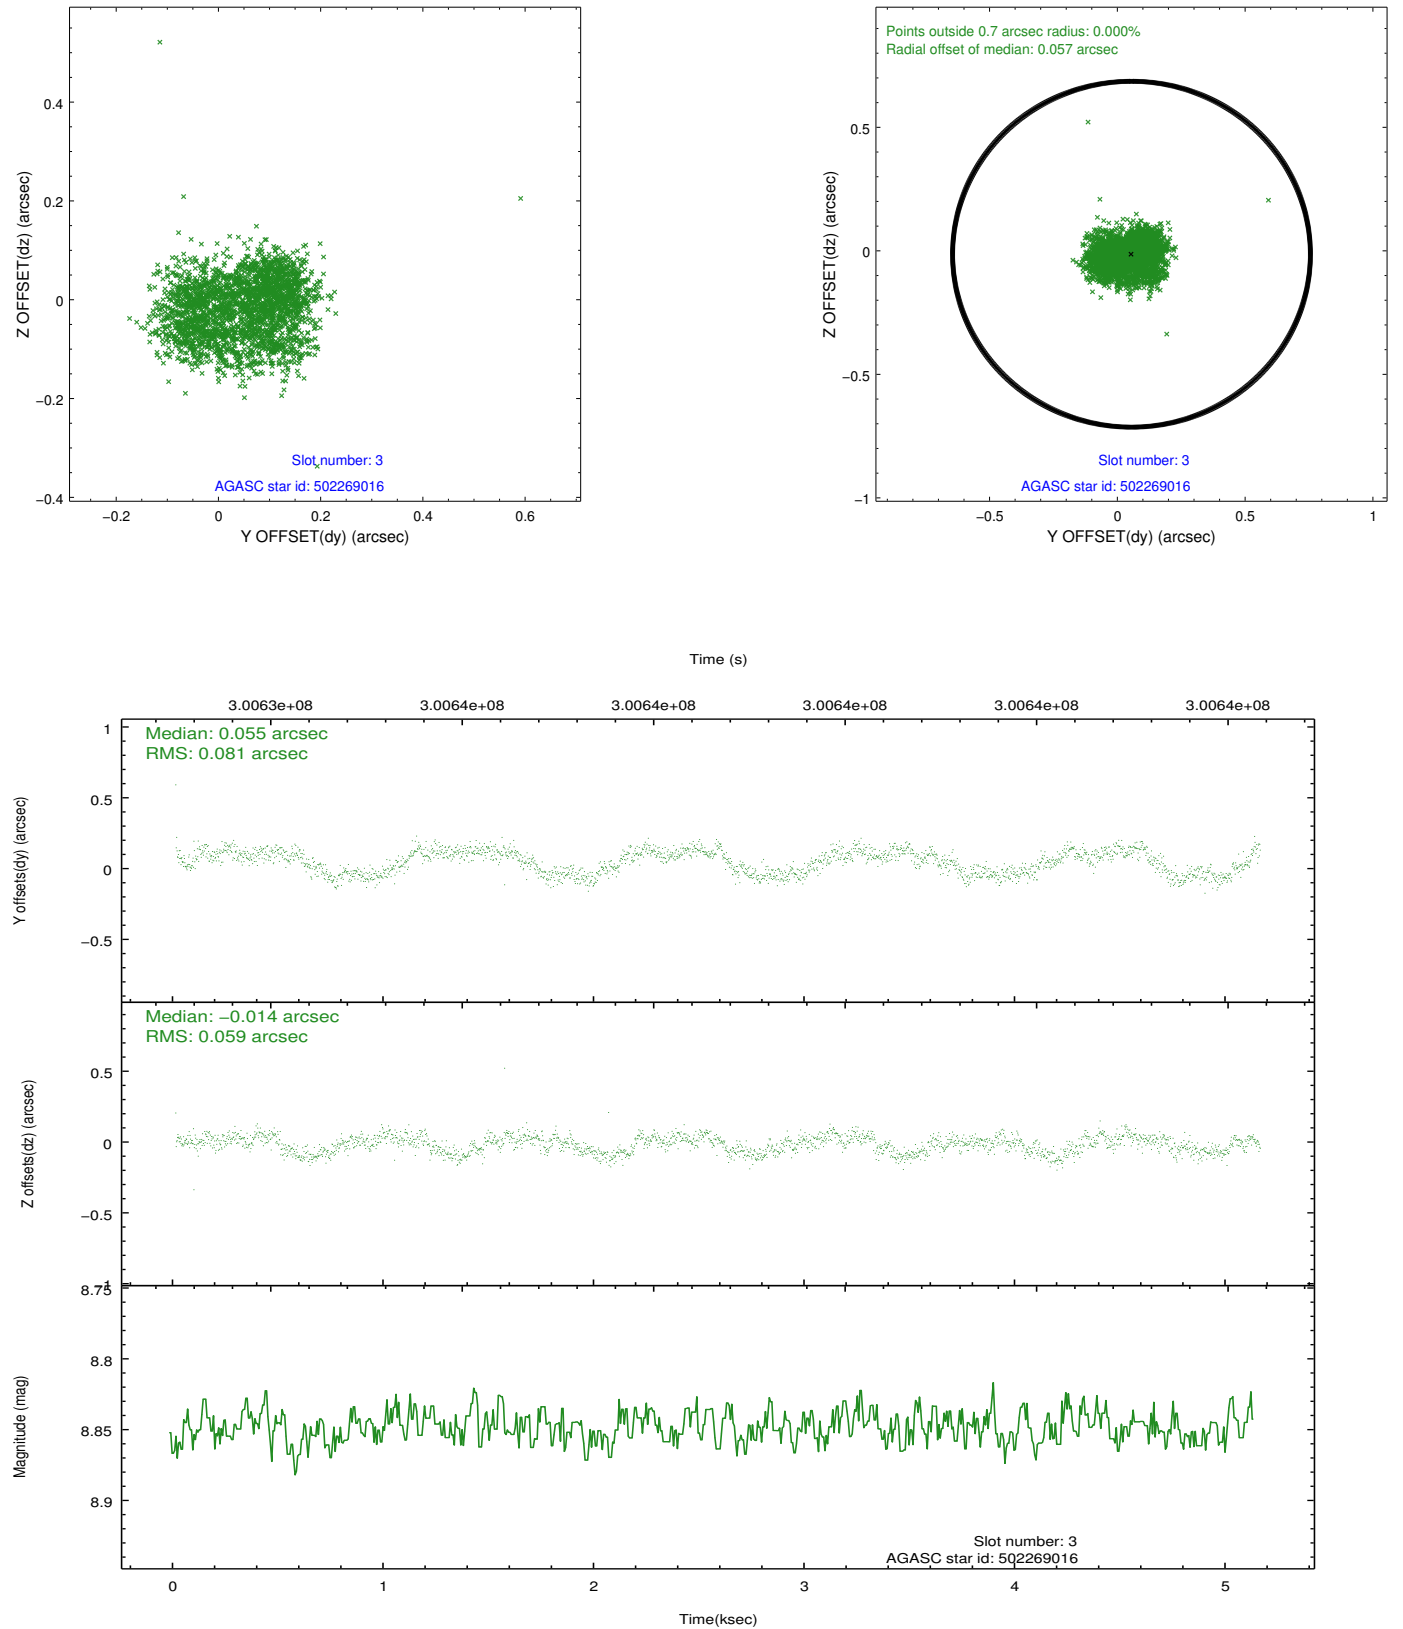 Z OFFSET(dz) (arcsec)
0.4
0.2
0
−0.2
−0.4
Slot number: 3
AGASC star id: 502269016
−0.2 0 0.2 0.4 0.6
Y OFFSET(dy) (arcsec)
Points outside 0.7 arcsec radius: 0.000%
Radial offset of median: 0.057 arcsec
Z OFFSET(dz) (arcsec)
0.5
0
−0.5
−1
Slot number: 3
AGASC star id: 502269016
−0.5 0 0.5 1
Y OFFSET(dy) (arcsec)
Time (s)
3.0063e+08 3.0064e+08 3.0064e+08 3.0064e+08 3.0064e+08 3.0064e+08
Y offsets(dy) (arcsec)
1
0.5
0
−0.5
Median: 0.055 arcsec
RMS: 0.081 arcsec
Z offsets(dz) (arcsec)
0.5
0
−0.5
−1
Median: −0.014 arcsec
RMS: 0.059 arcsec
Magnitude (mag)
8.75
8.8
8.85
8.9
Slot number: 3
AGASC star id: 502269016
0 1 2 3 4 5
Time(ksec)